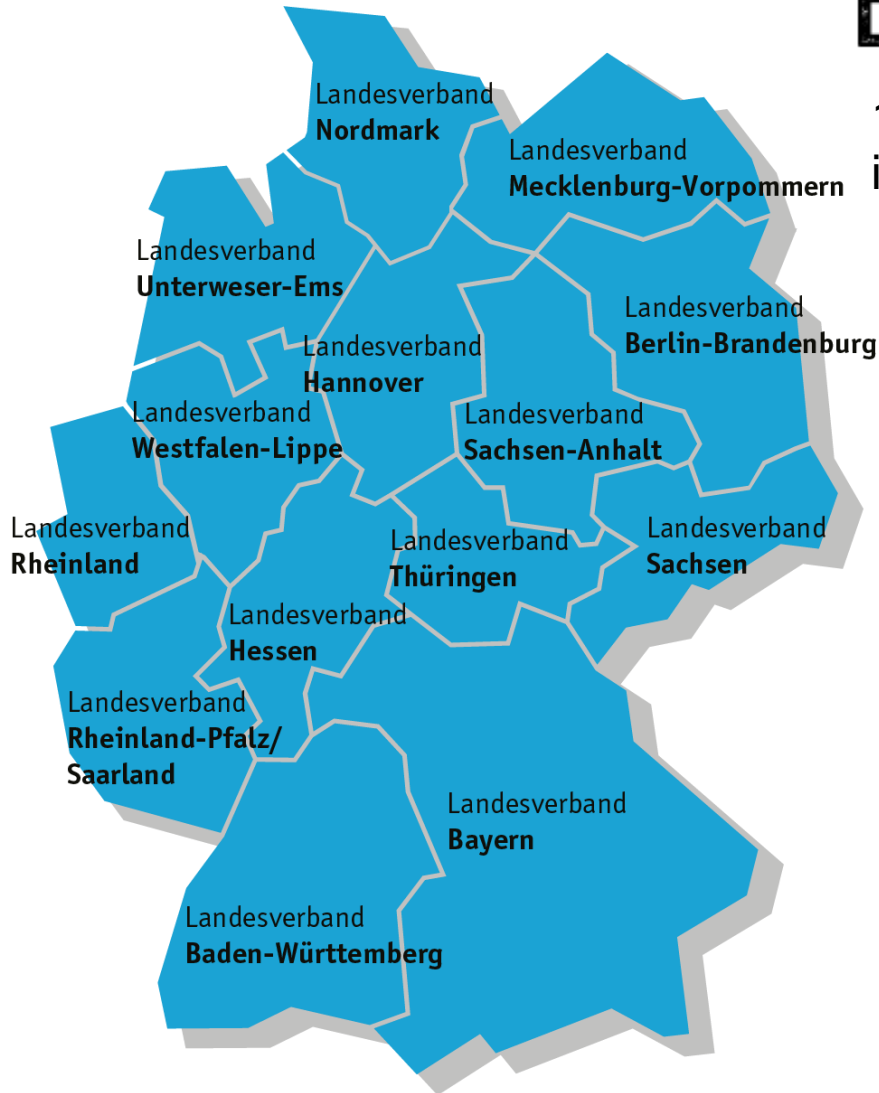 Landesverband
Nordmark
Landesverband
Mecklenburg-Vorpommern
Landesverband
Unterweser-Ems
Landesverband
Berlin-Brandenburg
Landesverband
Hannover
Landesverband
Westfalen-Lippe
Landesverband
Sachsen-Anhalt
Landesverband
Rheinland
Landesverband
Thüringen
Landesverband
Sachsen
Landesverband
Hessen
Landesverband
Rheinland-Pfalz/
Saarland
Landesverband
Bayern
Landesverband
Baden-Württemberg